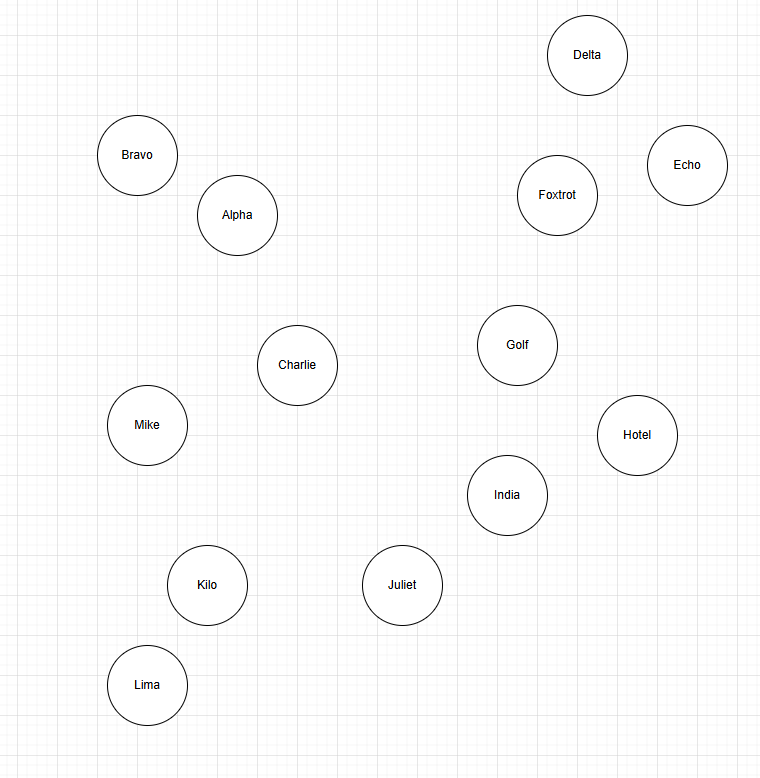 Delta
Bravo
Echo
Foxtrot
Alpha
Golf
Charlie
Mike
Hotel
India
Kilo
Juliet
Lima